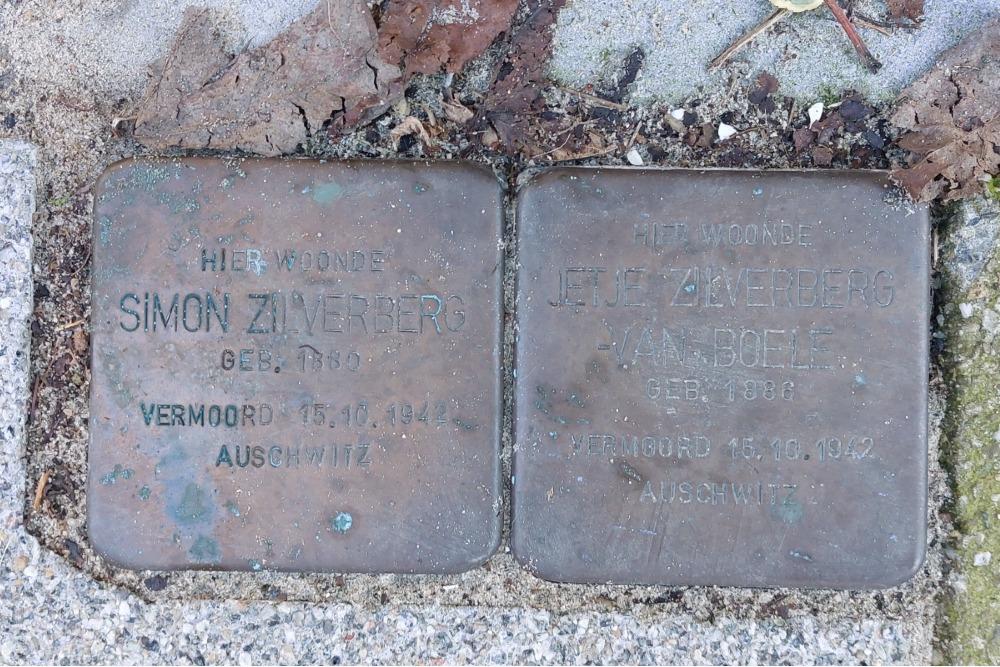 HIER WOONDE
SIMON ZILVERBERG
GEB. 1880
VERMOORD 15.10.1942
AUSCHWITZ
HIER WOONDE
JETJE ZILVERBERG
-VAN BOELE
GEB. 1886
VERMOORD 15.10.1942
AUSCHWITZ